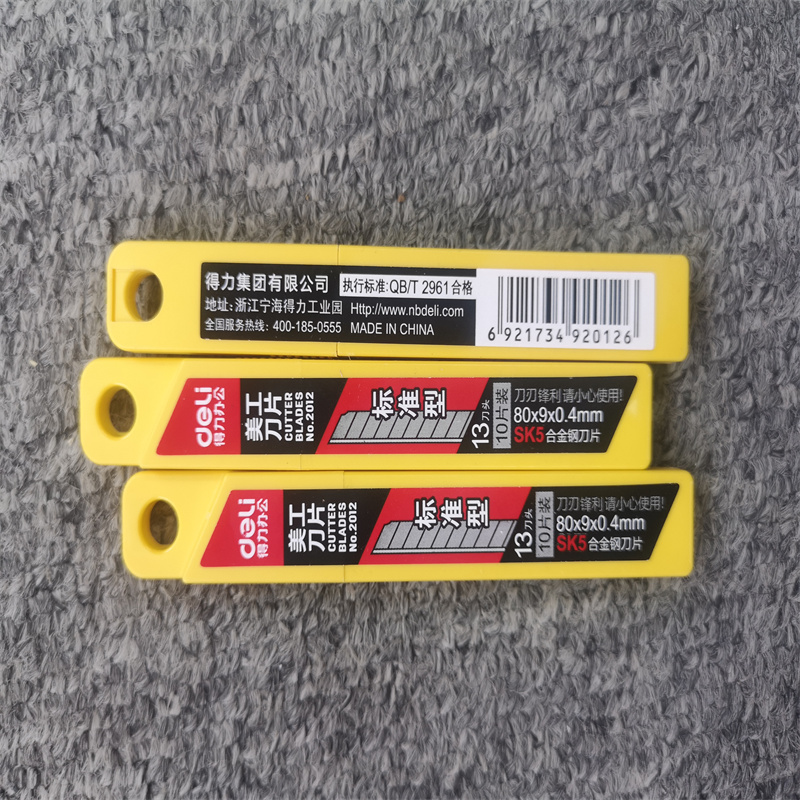 得力集团有限公司 执行标准:QB/T 2961合格
地址: 浙江宁海得力工业园 Http://www.nbdeli.com
全国服务热线: 400-185-0555 MADE IN CHINA
6 921734 920126
deli
得力办公
美工
刀片
CUTTER
BLADES
No.2012
标准型
13刀头
10片装
刀刃锋利 请小心使用!
80x9x0.4mm
SK5合金钢刀片
deli
得力办公
美工
刀片
CUTTER
BLADES
No.2012
标准型
13刀头
10片装
刀刃锋利 请小心使用!
80x9x0.4mm
SK5合金钢刀片